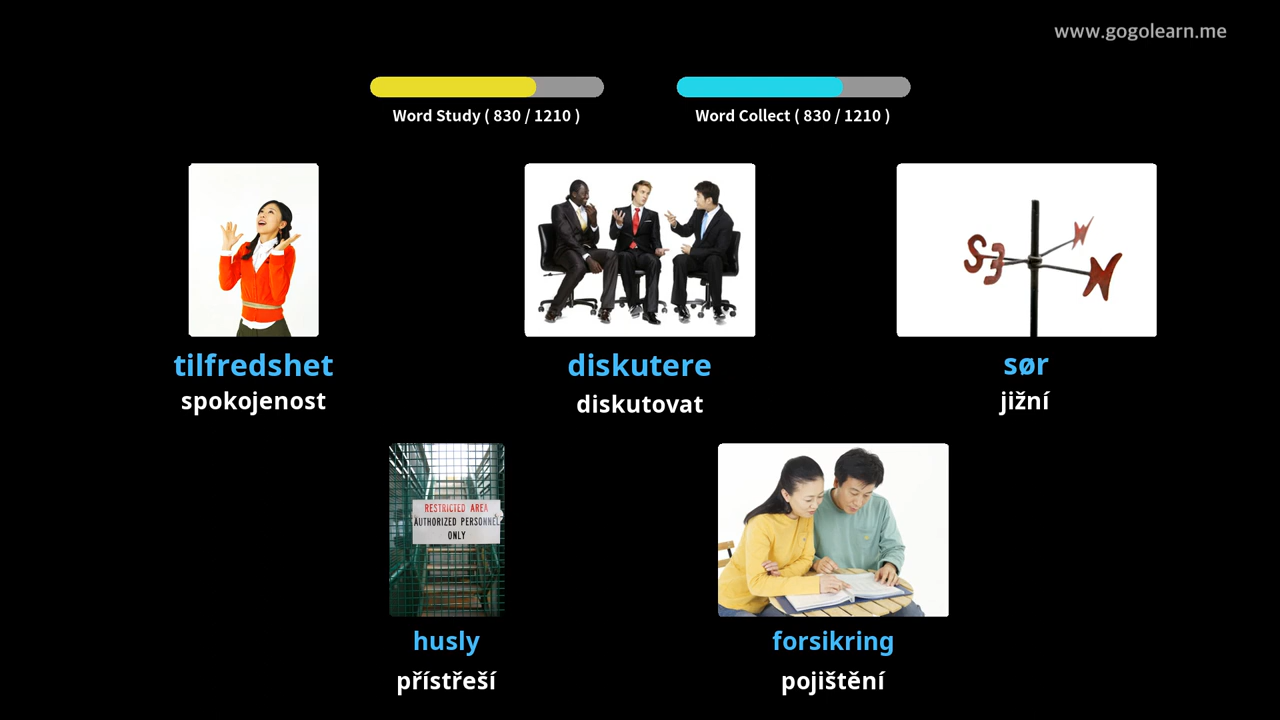 www.gogolearn.me
Word Study ( 830 / 1210 )
Word Collect ( 830 / 1210 )
S E N W
tilfredshet
spokojenost
diskutere
diskutovat
sør
jižní
RESTRICTED AREA
AUTHORIZED PERSONNEL
ONLY
husly
přístřeší
forsikring
pojištění